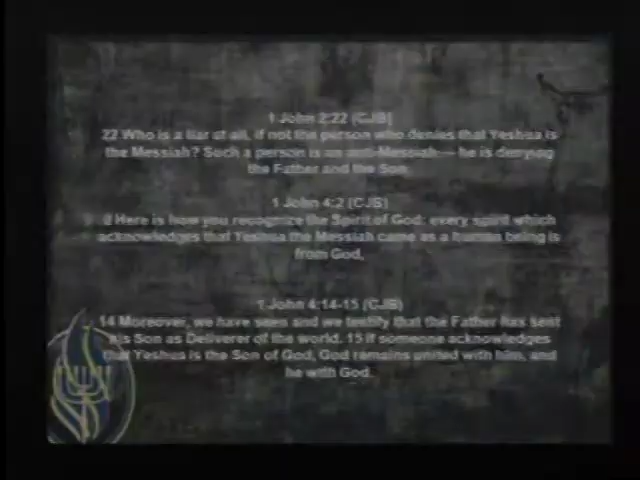 1 John 2:22 (CJB)
22 Who is a liar at all, if not the person who denies that Yeshua is
the Messiah? Such a person is an anti-Messiah — he is denying
the Father and the Son.
1 John 4:2 (CJB)
2 Here is how you recognize the Spirit of God: every spirit which
acknowledges that Yeshua the Messiah came as a human being is
from God,
1 John 4:14-15 (CJB)
14 Moreover, we have seen and we testify that the Father has sent
his Son as Deliverer of the world. 15 If someone acknowledges
that Yeshua is the Son of God, God remains united with him, and
he with God.